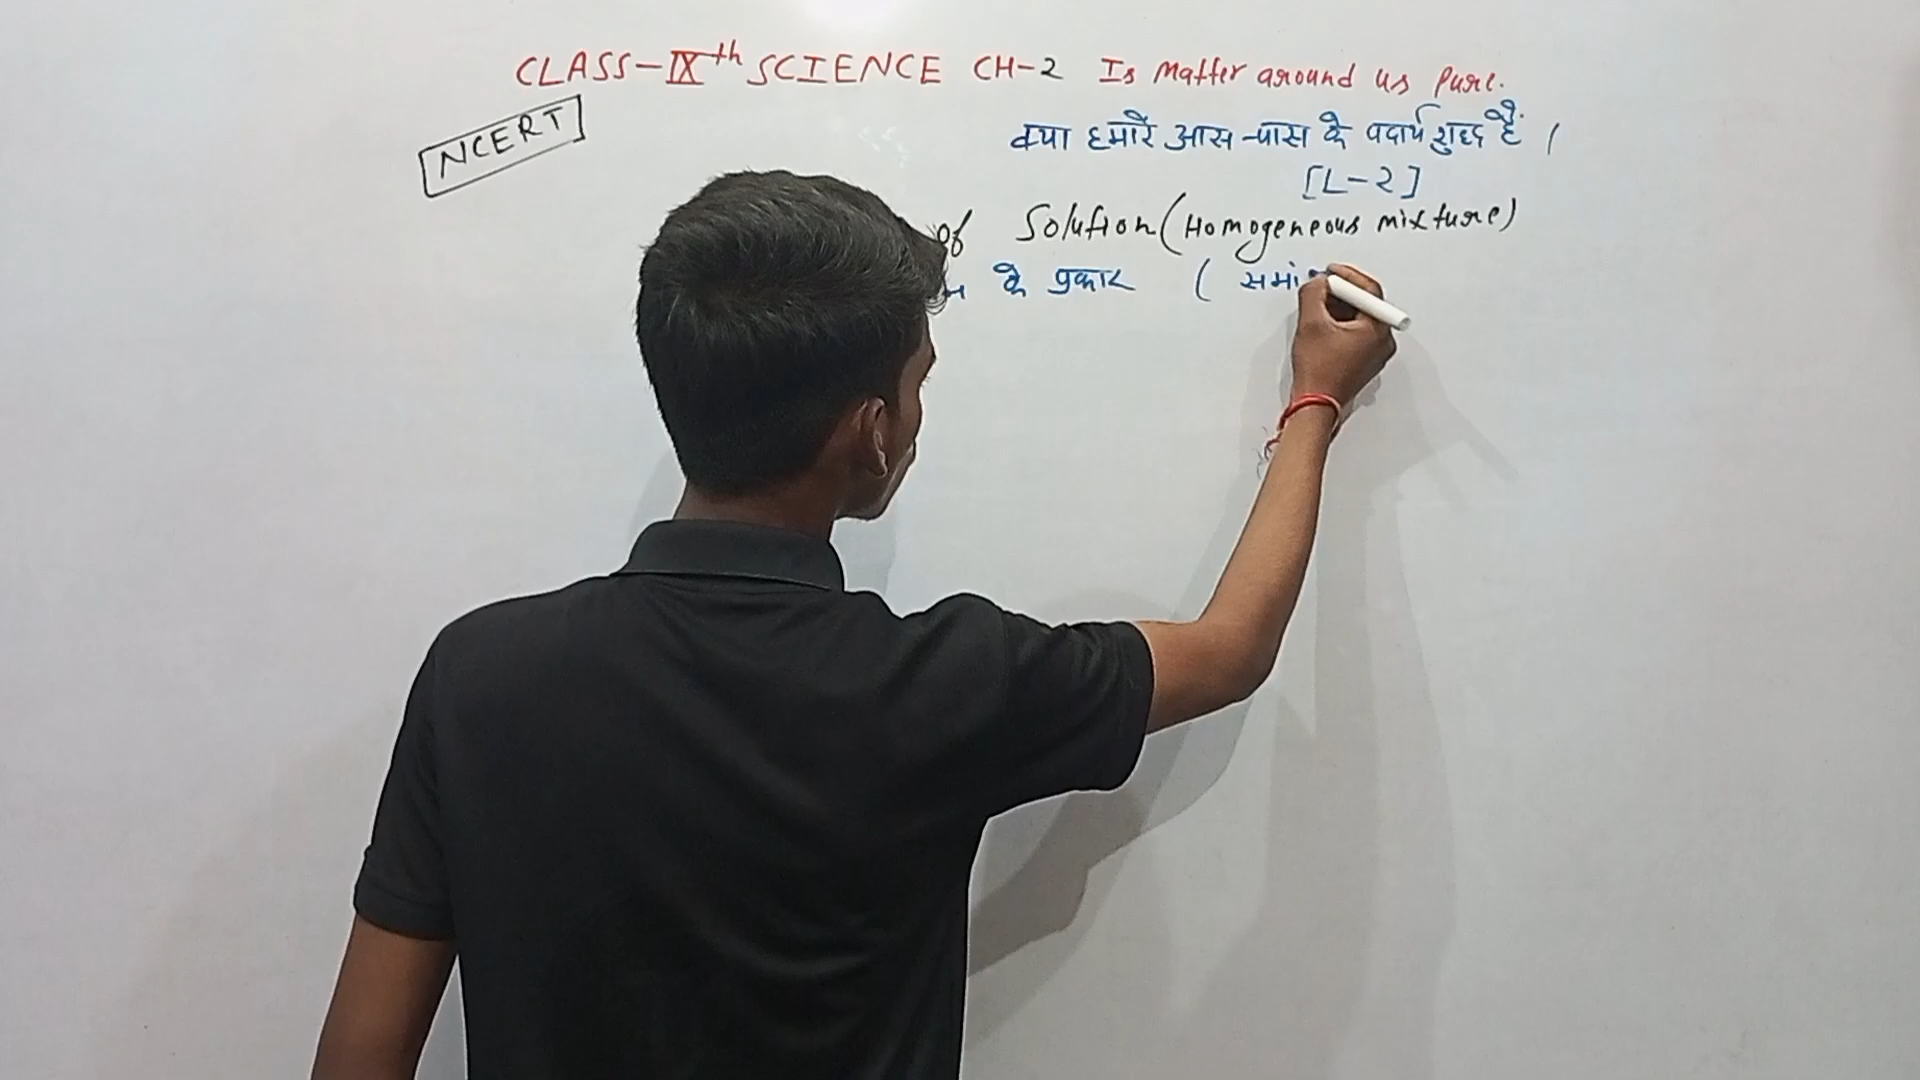 CLASS-IXth SCIENCE CH-2 Is Matter around us Pure.
NCERT
क्या हमारे आस-पास के पदार्थ शुद्ध हैं।
[L-2]
of Solution (Homogeneous mixture)
के प्रकार ( समां